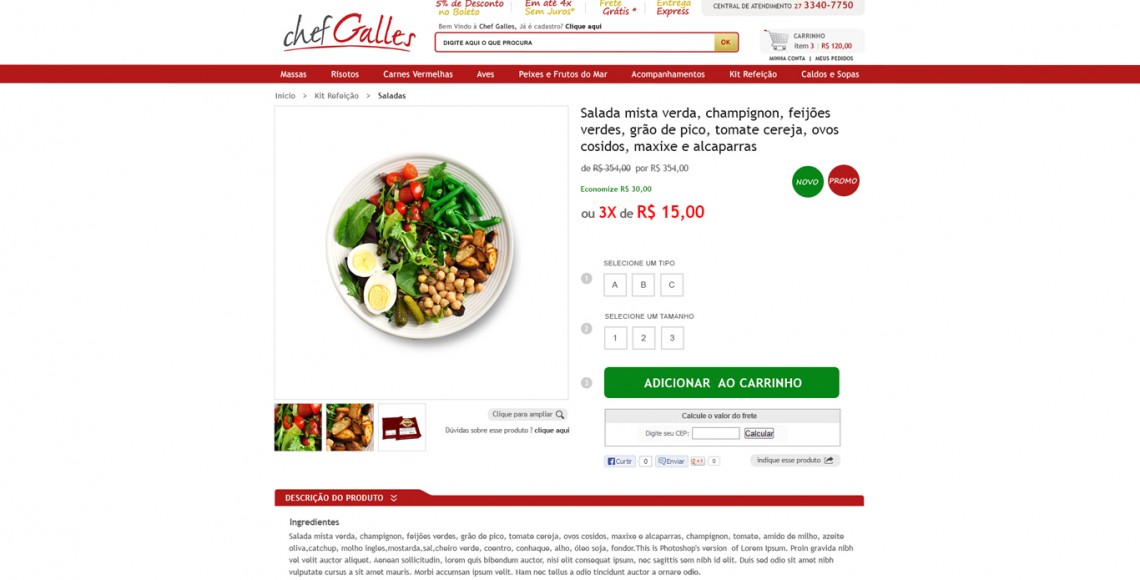 5% de Desconto
no Boleto
Em até 4x
Sem Juros*
Frete
Grátis *
Entrega
Express
CENTRAL DE ATENDIMENTO 27 3340-7750
chef Galles
Bem Vindo à Chef Galles, Já é cadastro? Clique aqui
DIGITE AQUI O QUE PROCURA
OK
CARRINHO
item 3 | R$ 120,00
MINHA CONTA | MEUS PEDIDOS
Massas Risotos Carnes Vermelhas Aves Peixes e Frutos do Mar Acompanhamentos Kit Refeição Caldos e Sopas
Início > Kit Refeição > Saladas
Salada mista verda, champignon, feijões
verdes, grão de pico, tomate cereja, ovos
cosidos, maxixe e alcaparras
de R$ 354,00 por R$ 354,00
NOVO
PROMO
Economize R$ 30,00
ou 3X de R$ 15,00
SELECIONE UM TIPO
1
A B C
SELECIONE UM TAMANHO
2
1 2 3
3
ADICIONAR AO CARRINHO
Clique para ampliar
Dúvidas sobre esse produto ? clique aqui
Calcule o valor do frete
Digite seu CEP:
Calcular
Curtir 0 Enviar +1 0
indique esse produto
DESCRIÇÃO DO PRODUTO
Ingredientes
Salada mista verda, champignon, feijões verdes, grão de pico, tomate cereja, ovos cosidos, maxixe e alcaparras, champignon, tomate, amido de milho, azeite
oliva,catchup, molho ingles,mostarda,sal,cheiro verde, coentro, conhaque, alho, óleo soja, fondor.This is Photoshop's version of Lorem Ipsum. Proin gravida nibh
vel velit auctor aliquet. Aenean sollicitudin, lorem quis bibendum auctor, nisi elit consequat ipsum, nec sagittis sem nibh id elit. Duis sed odio sit amet nibh
vulputate cursus a sit amet mauris. Morbi accumsan ipsum velit. Nam nec tellus a odio tincidunt auctor a ornare odio.